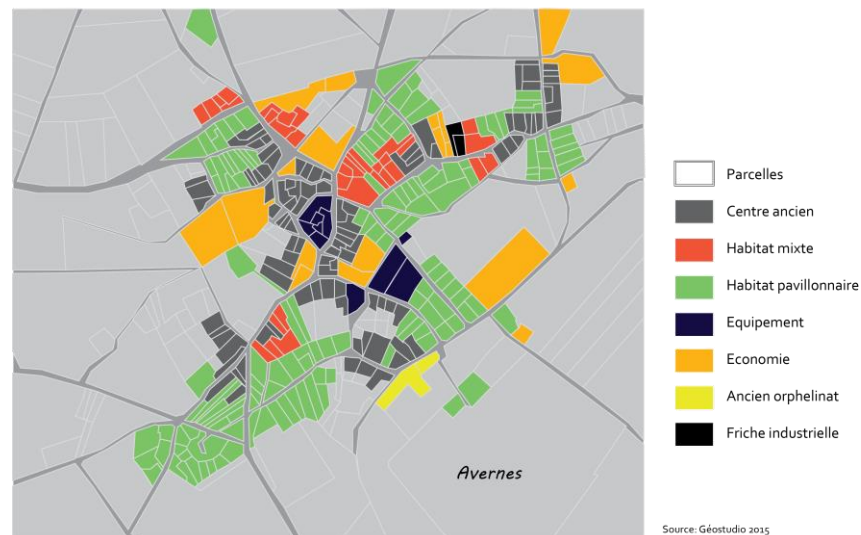 Parcelles
Centre ancien
Habitat mixte
Habitat pavillonnaire
Equipement
Economie
Ancien orphelinat
Friche industrielle
Avernes
Source: Géostudio 2015